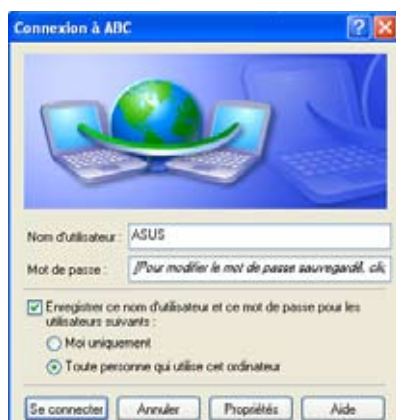 Connexion à ABC
Nom d'utilisateur : ASUS
Mot de passe : [Pour modifier le mot de passe sauvegardé, clic
Enregistrer ce nom d'utilisateur et ce mot de passe pour les
utilisateurs suivants :
Moi uniquement
Toute personne qui utilise cet ordinateur
Se connecter Annuler Propriétés Aide